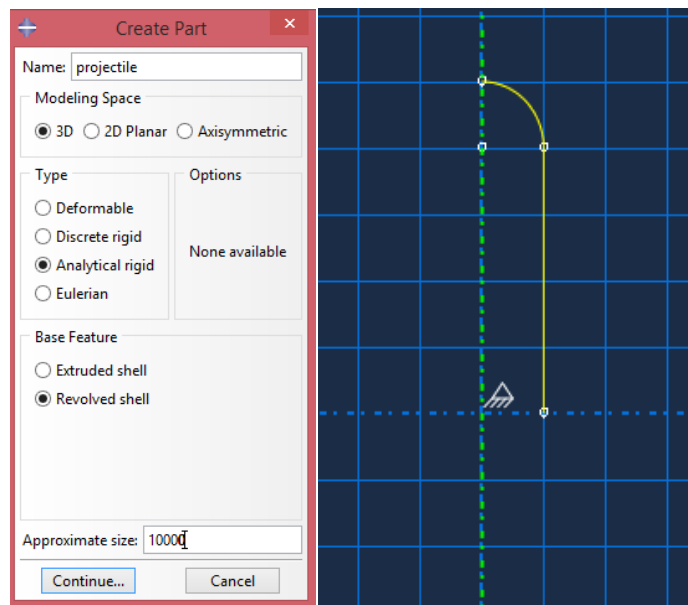 Create Part
×
Name: projectile
Modeling Space
3D 2D Planar Axisymmetric
Type
Options
Deformable
Discrete rigid
Analytical rigid
Eulerian
None available
Base Feature
Extruded shell
Revolved shell
Approximate size: 10000
Continue... Cancel